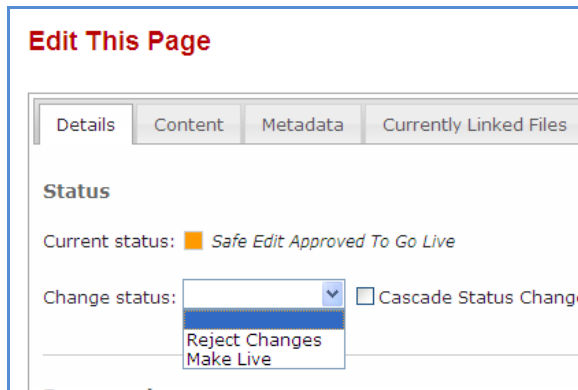 Edit This Page
Details Content Metadata Currently Linked Files
Status
Current status: Safe Edit Approved To Go Live
Change status: Cascade Status Change
Reject Changes
Make Live